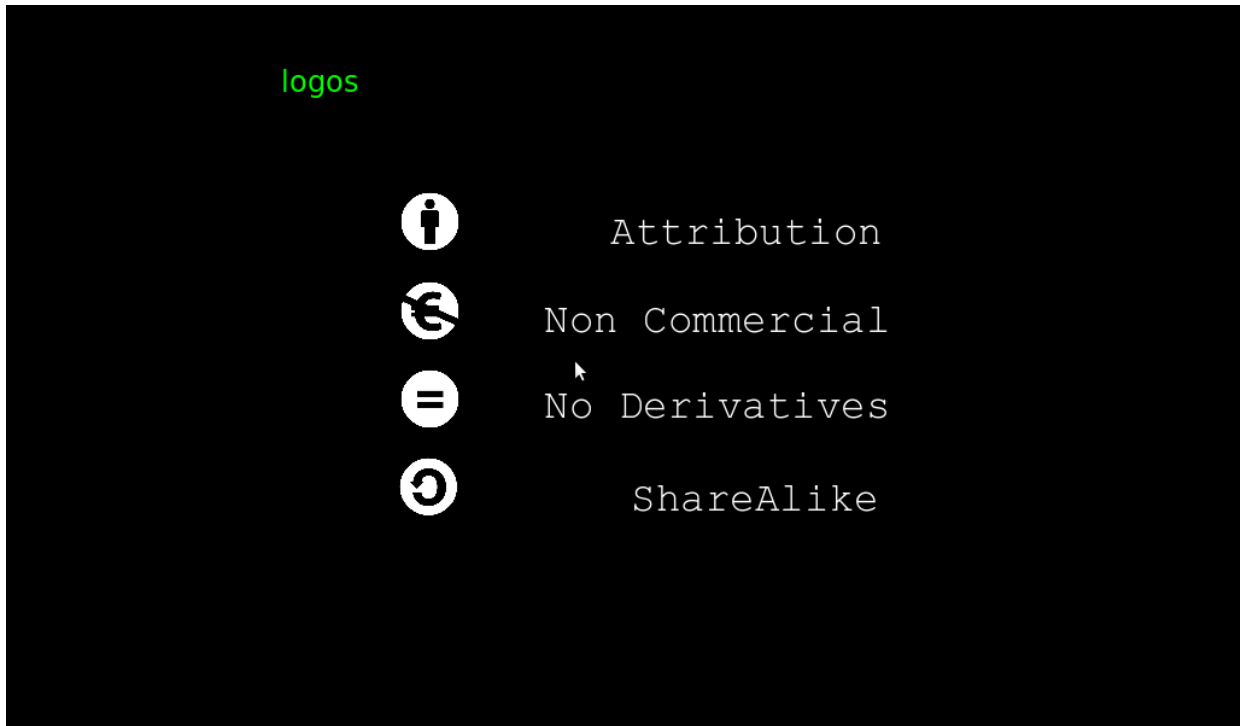 logos
Attribution
Non Commercial
No Derivatives
ShareAlike